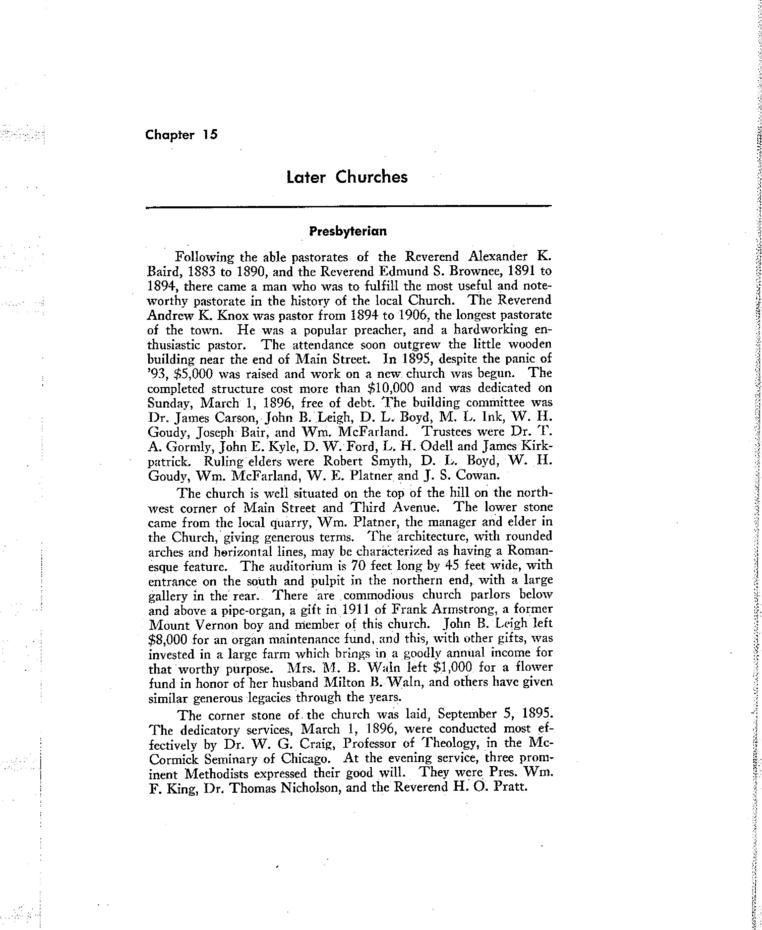 Chapter 15
Later Churches
Presbyterian
Following the able pastorates of the Reverend Alexander K.
Baird, 1883 to 1890, and the Reverend Edmund S. Brownee, 1891 to
1894, there came a man who was to fulfill the most useful and note-
worthy pastorate in the history of the local Church. The Reverend
Andrew K. Knox was pastor from 1894 to 1906, the longest pastorate
of the town. He was a popular preacher, and a hardworking en-
thusiastic pastor. The attendance soon outgrew the little wooden
building near the end of Main Street. In 1895, despite the panic of
'93, $5,000 was raised and work on a new church was begun. The
completed structure cost more than $10,000 and was dedicated on
Sunday, March 1, 1896, free of debt. The building committee was
Dr. James Carson, John B. Leigh, D. L. Boyd, M. L. Ink, W. H.
Goudy, Joseph Bair, and Wm. McFarland. Trustees were Dr. T.
A. Gormly, John E. Kyle, D. W. Ford, L. H. Odell and James Kirk-
patrick. Ruling elders were Robert Smyth, D. L. Boyd, W. H.
Goudy, Wm. McFarland, W. E. Platner and J. S. Cowan.
The church is well situated on the top of the hill on the north-
west corner of Main Street and Third Avenue. The lower stone
came from the local quarry, Wm. Platner, the manager and elder in
the Church, giving generous terms. The architecture, with rounded
arches and horizontal lines, may be characterized as having a Roman-
esque feature. The auditorium is 70 feet long by 45 feet wide, with
entrance on the south and pulpit in the northern end, with a large
gallery in the rear. There are commodious church parlors below
and above a pipe-organ, a gift in 1911 of Frank Armstrong, a former
Mount Vernon boy and member of this church. John B. Leigh left
$8,000 for an organ maintenance fund, and this, with other gifts, was
invested in a large farm which brings in a goodly annual income for
that worthy purpose. Mrs. M. B. Waln left $1,000 for a flower
fund in honor of her husband Milton B. Waln, and others have given
similar generous legacies through the years.
The corner stone of the church was laid, September 5, 1895.
The dedicatory services, March 1, 1896, were conducted most ef-
fectively by Dr. W. G. Craig, Professor of Theology, in the Mc-
Cormick Seminary of Chicago. At the evening service, three prom-
inent Methodists expressed their good will. They were Pres. Wm.
F. King, Dr. Thomas Nicholson, and the Reverend H. O. Pratt.